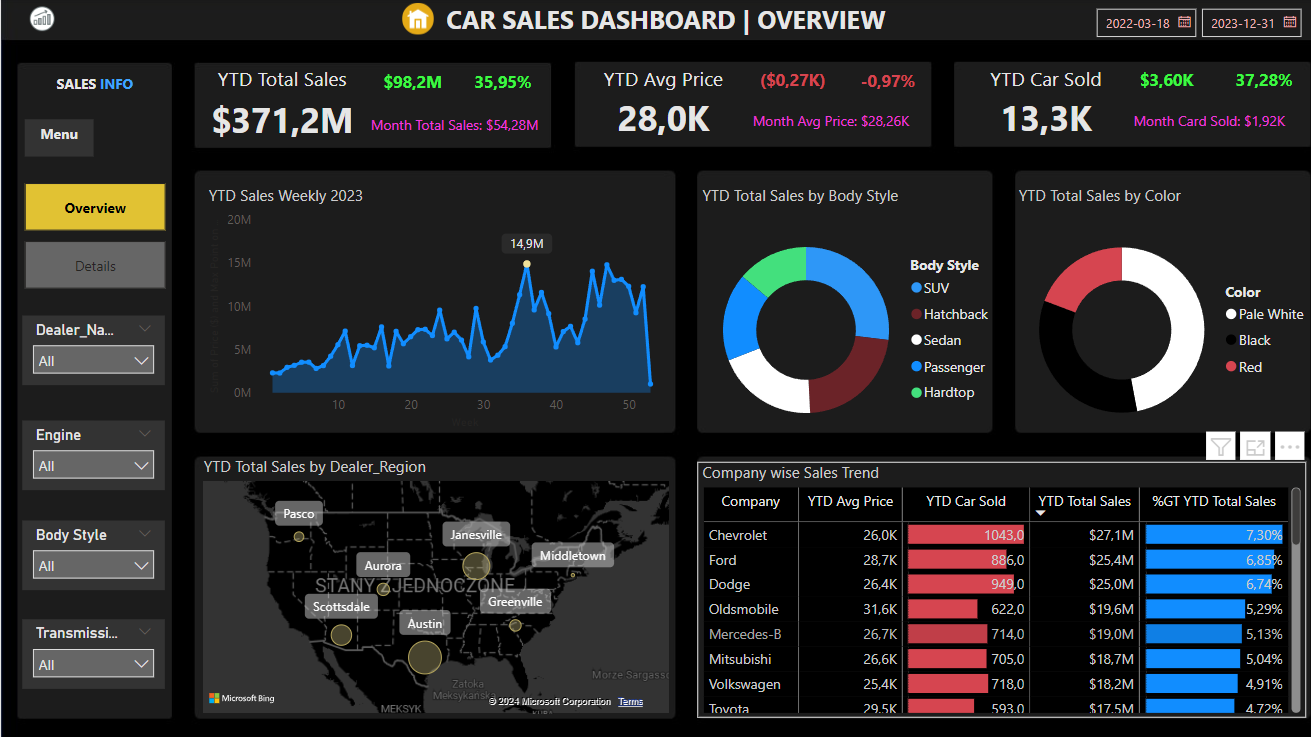 CAR SALES DASHBOARD | OVERVIEW
2022-03-18
2023-12-31
SALES INFO
Menu
Overview
Details
Dealer_Na...
All
Engine
All
Body Style
All
Transmissi...
All
YTD Total Sales
$98,2M 35,95%
$371,2M
Month Total Sales: $54,28M
YTD Avg Price
($0,27K) -0,97%
28,0K
Month Avg Price: $28,26K
YTD Car Sold
$3,60K 37,28%
13,3K
Month Card Sold: $1,92K
YTD Sales Weekly 2023
20M
15M
10M
5M
0M
14,9M
10 20 30 40 50
YTD Total Sales by Body Style
Body Style
SUV
Hatchback
Sedan
Passenger
Hardtop
YTD Total Sales by Color
Color
Pale White
Black
Red
YTD Total Sales by Dealer_Region
Pasco
Janesville
Middletown
Aurora
STANY ZJEDNOCZONE
Scottsdale
Greenville
Austin
Morze Sargasso
Zatoka
Meksykańska
MEKSYK
KUBA
Microsoft Bing
© 2024 Microsoft Corporation Terms
Company wise Sales Trend
Company YTD Avg Price YTD Car Sold YTD Total Sales %GT YTD Total Sales
Chevrolet 26,0K 1043,0 $27,1M 7,30%
Ford 28,7K 886,0 $25,4M 6,85%
Dodge 26,4K 949,0 $25,0M 6,74%
Oldsmobile 31,6K 622,0 $19,6M 5,29%
Mercedes-B 26,7K 714,0 $19,0M 5,13%
Mitsubishi 26,6K 705,0 $18,7M 5,04%
Volkswagen 25,4K 718,0 $18,2M 4,91%
Toyota 29,5K 593,0 $17,5M 4,72%